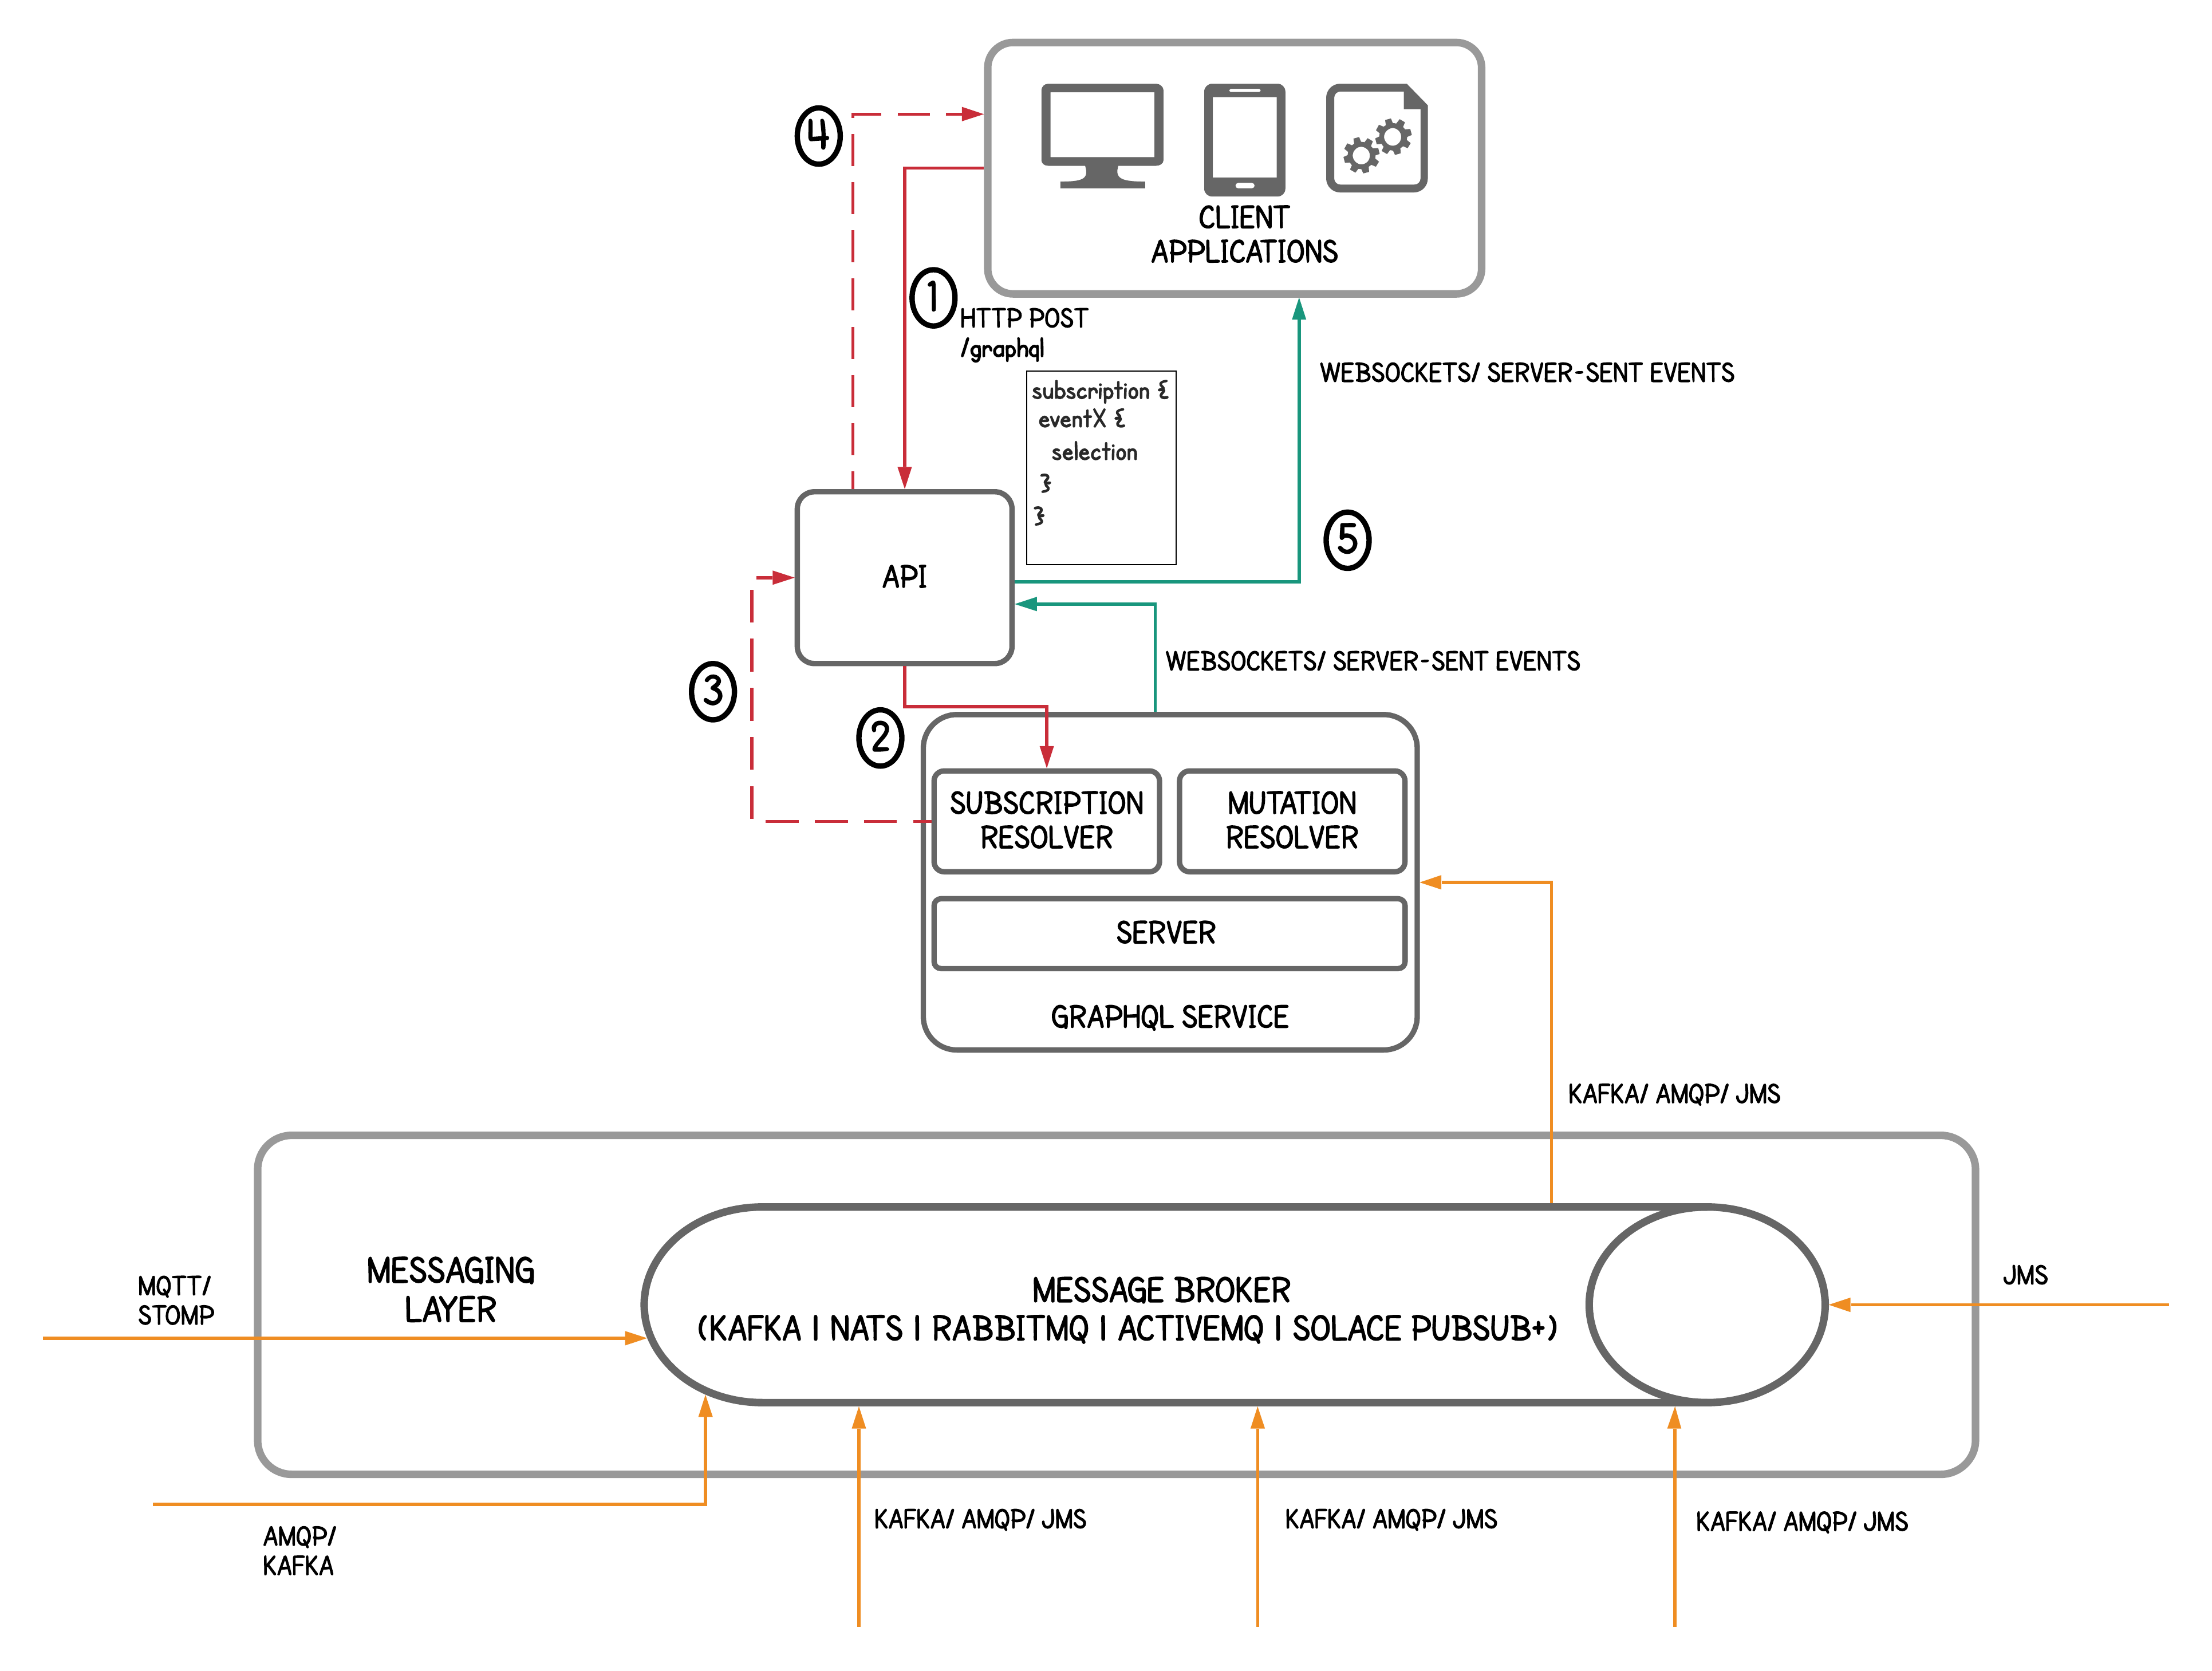 4
CLIENT
APPLICATIONS
1
HTTP POST
/graphql
WEBSOCKETS/ SERVER-SENT EVENTS
subscription {
eventX {
selection
}
}
5
API
WEBSOCKETS/ SERVER-SENT EVENTS
3
2
SUBSCRIPTION
RESOLVER
MUTATION
RESOLVER
SERVER
GRAPHQL SERVICE
KAFKA/ AMQP/ JMS
MESSAGING
LAYER
MQTT/
STOMP
MESSAGE BROKER
(KAFKA | NATS | RABBITMQ | ACTIVEMQ | SOLACE PUBSUB+)
JMS
AMQP/
KAFKA
KAFKA/ AMQP/ JMS
KAFKA/ AMQP/ JMS
KAFKA/ AMQP/ JMS